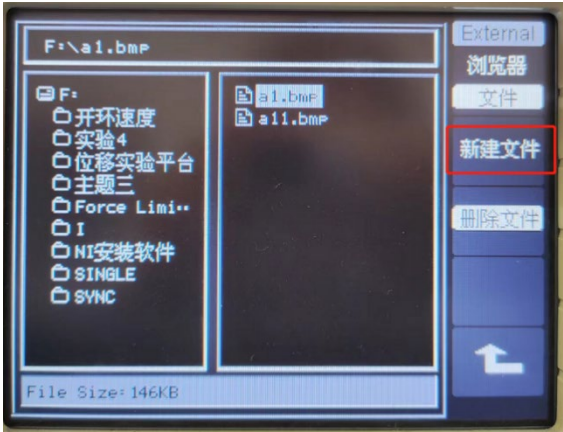 F:\a1.bmp
F:
开环速度
实验4
位移实验平台
主题三
Force Limi··
I
NI安装软件
SINGLE
SYNC
a1.bmp
a11.bmp
File Size: 146KB
External
浏览器
文件
新建文件
删除文件